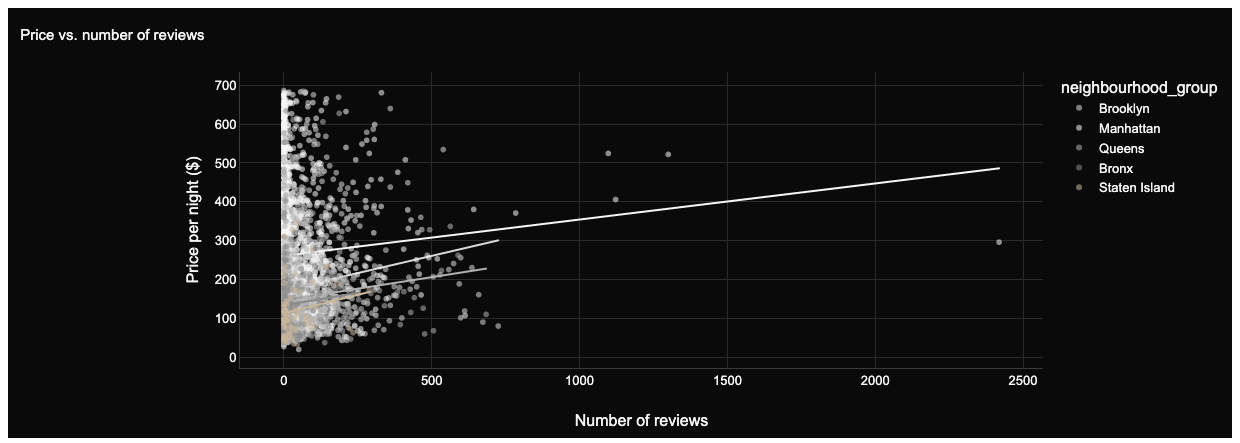 Price vs. number of reviews
Price per night ($)
700
600
500
400
300
200
100
0
0 500 1000 1500 2000 2500
Number of reviews
neighbourhood_group
Brooklyn
Manhattan
Queens
Bronx
Staten Island